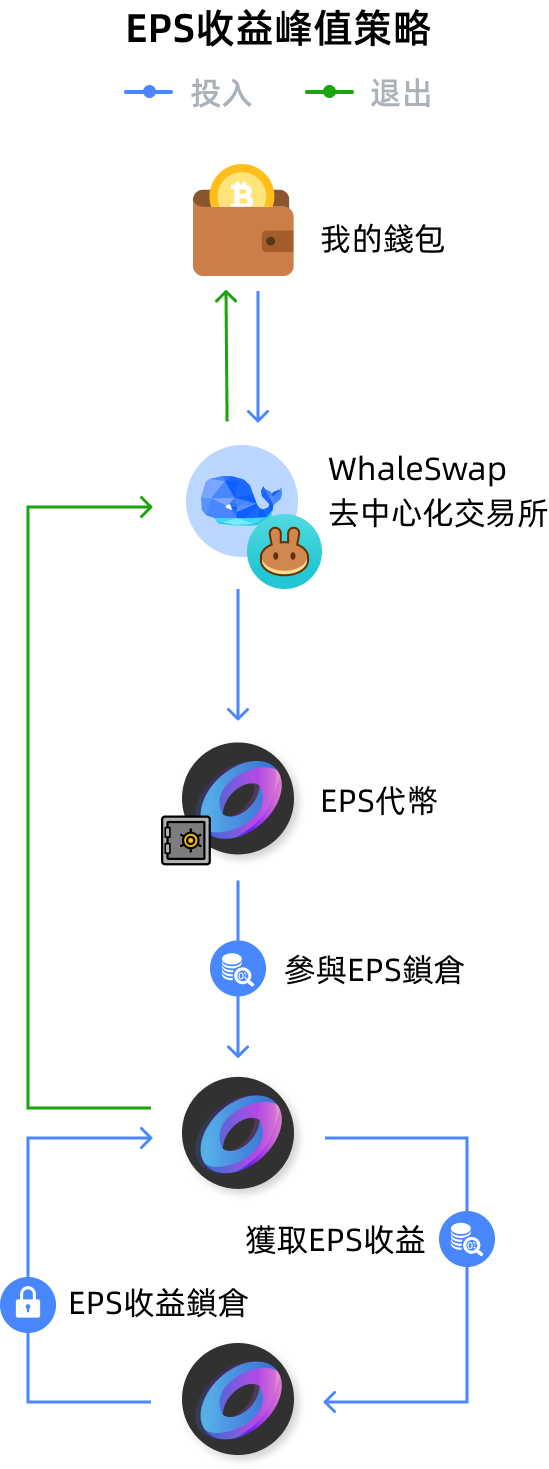 EPS收益峰值策略
投入
退出
我的錢包
WhaleSwap
去中心化交易所
EPS代幣
參與EPS鎖倉
獲取EPS收益
EPS收益鎖倉